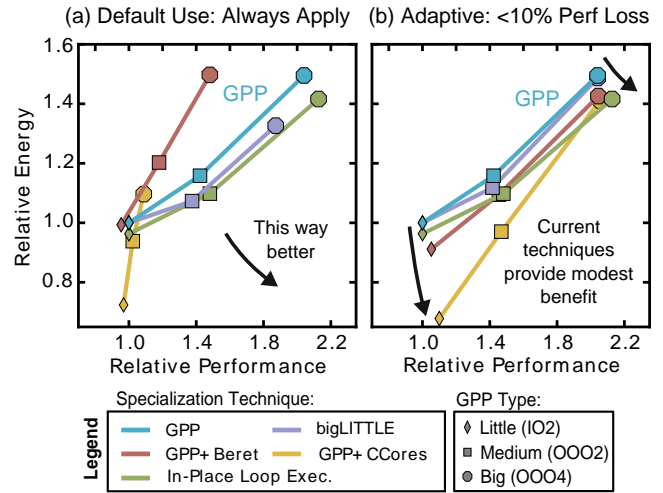 (a) Default Use: Always Apply
(b) Adaptive: <10% Perf Loss
Relative Energy
1.6
1.4
1.2
1.0
0.8
GPP
This way
better
1.0
1.4
1.8
2.2
Relative Performance
GPP
Current
techniques
provide modest
benefit
1.0
1.4
1.8
2.2
Relative Performance
Legend
Specialization Technique:
GPP
bigLITTLE
GPP+ Beret
GPP+ CCores
In-Place Loop Exec.
GPP Type:
Little (IO2)
Medium (OOO2)
Big (OOO4)